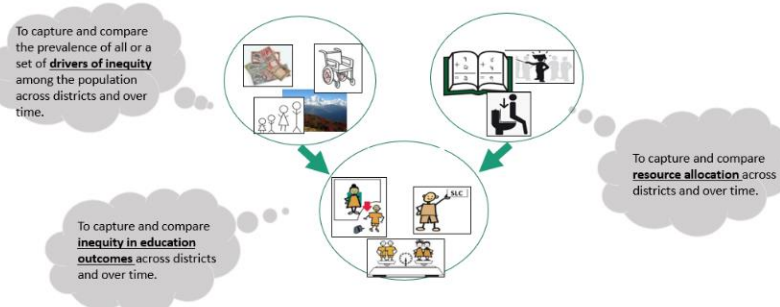 To capture and compare
the prevalence of all or a
set of drivers of inequity
among the population
across districts and over
time.
To capture and compare
resource allocation across
districts and over time.
SLC
To capture and compare
inequity in education
outcomes across districts
and over time.